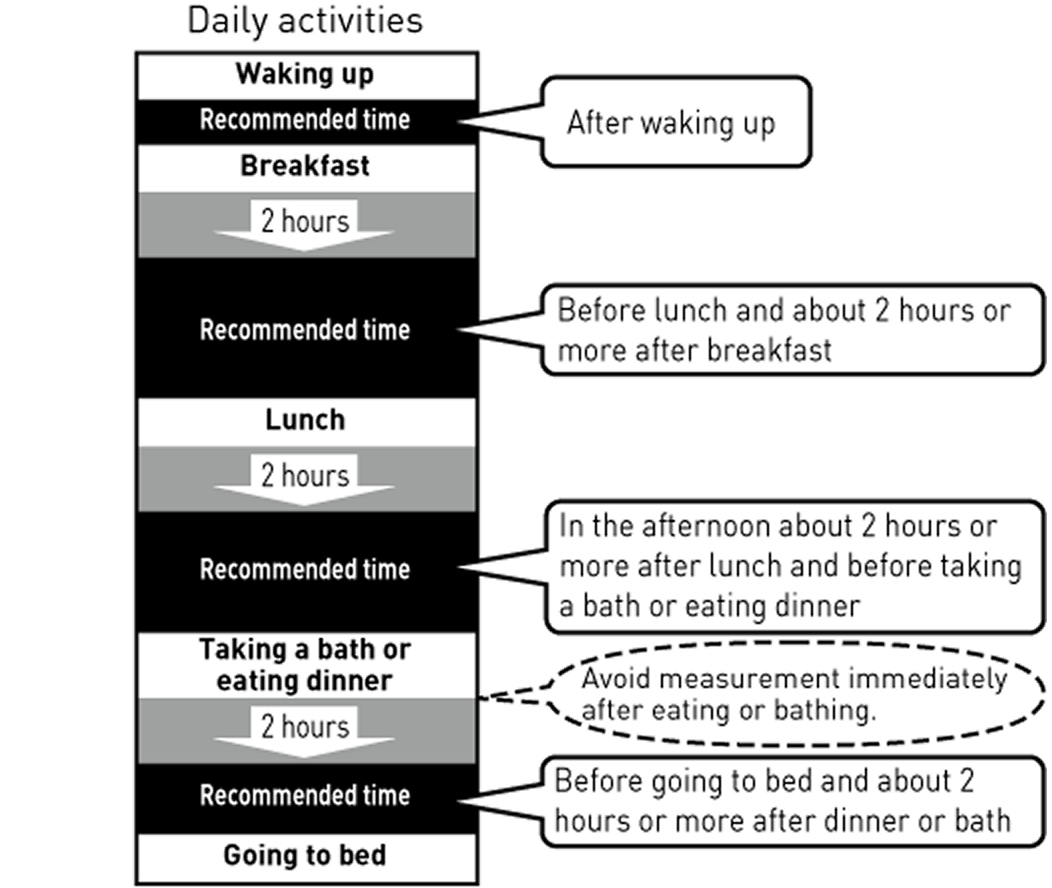 Daily activities
Waking up
Recommended time
After waking up
Breakfast
2 hours
Recommended time
Before lunch and about 2 hours or
more after breakfast
Lunch
2 hours
Recommended time
In the afternoon about 2 hours or
more after lunch and before taking
a bath or eating dinner
Taking a bath or
eating dinner
Avoid measurement immediately
after eating or bathing.
2 hours
Recommended time
Before going to bed and about 2
hours or more after dinner or bath
Going to bed